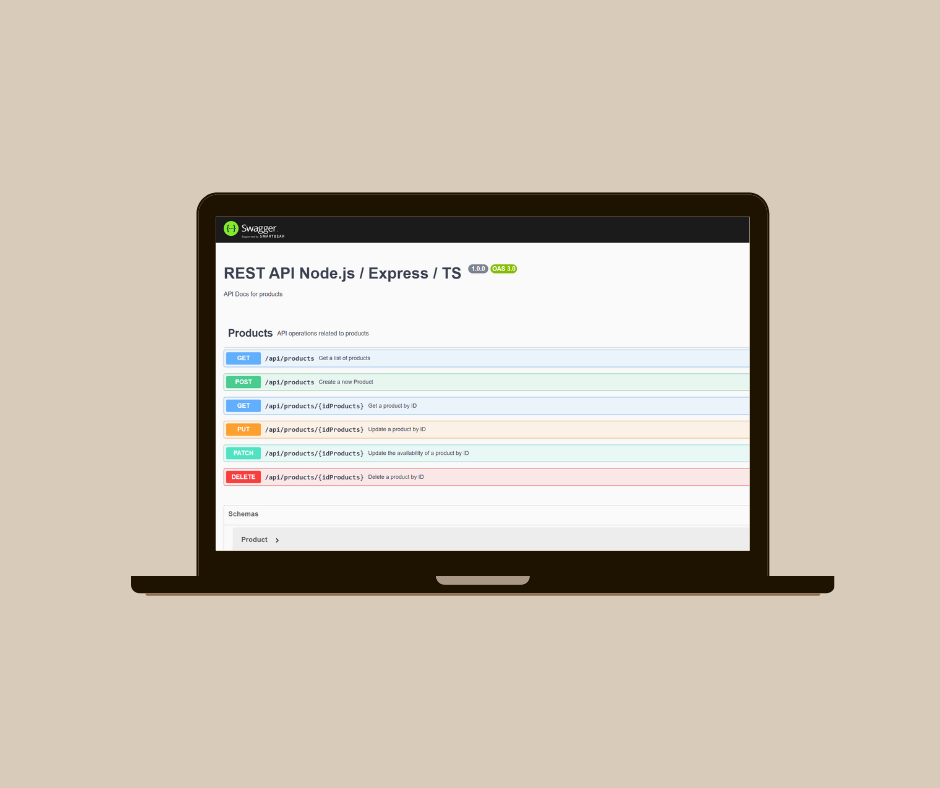 Swagger
Supported by SMARTBEAR
REST API Node.js / Express / TS 1.0.0 OAS 3.0
API Docs for products
Products API operations related to products
GET /api/products Get a list of products
POST /api/products Create a new Product
GET /api/products/{idProducts} Get a product by ID
PUT /api/products/{idProducts} Update a product by ID
PATCH /api/products/{idProducts} Update the availability of a product by ID
DELETE /api/products/{idProducts} Delete a product by ID
Schemas
Product